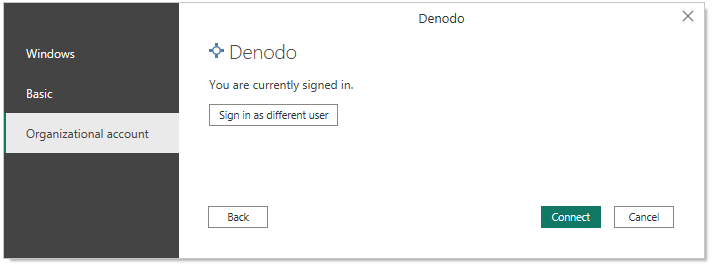 Denodo
Windows
Basic
Organizational account
Denodo
You are currently signed in.
Sign in as different user
Back
Connect
Cancel